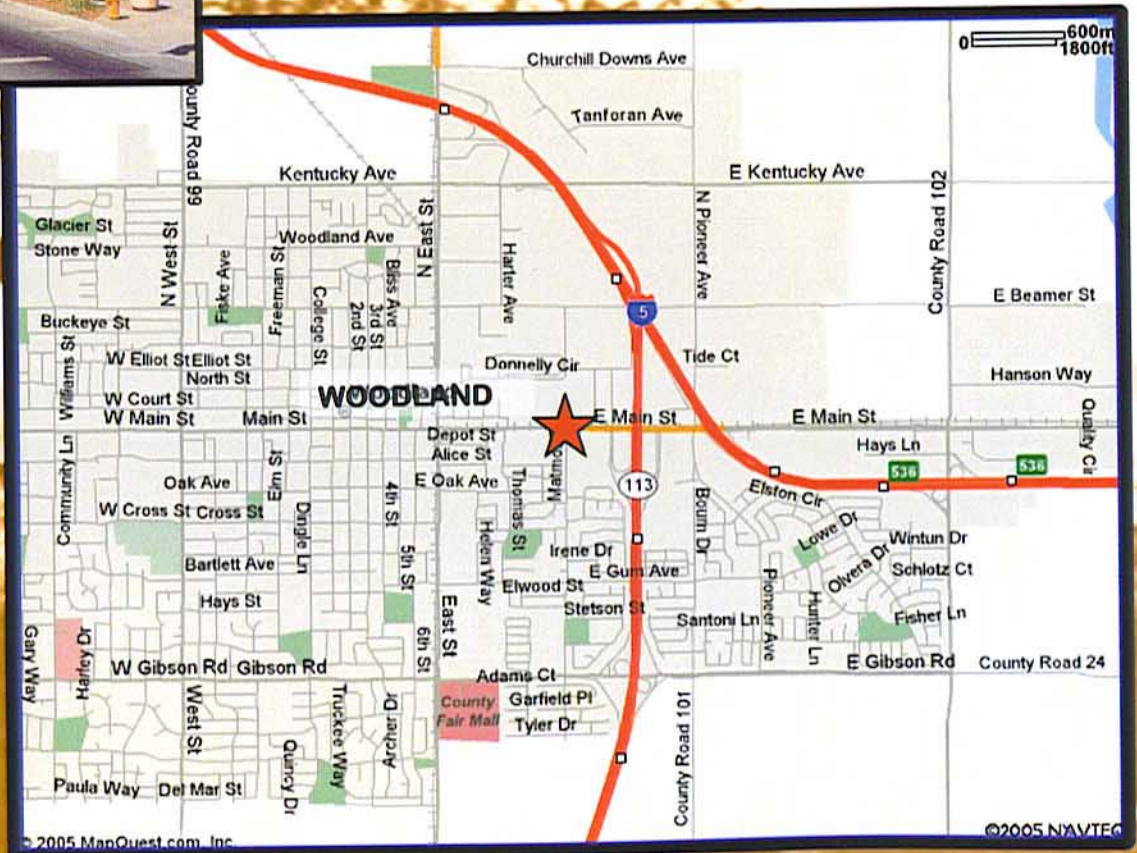 600m
0
1800ft
Churchill Downs Ave
Tanforan Ave
Kentucky Ave
E Kentucky Ave
County Road 99
N West St
N East St
N Pioneer Ave
County Road 102
Glacier St
Stone Way
Woodland Ave
Fiske Ave
Freeman St
College St
2nd St
3rd St
Bliss Ave
Harter Ave
5
E Beamer St
Buckeye St
Williams St
W Elliot St Elliot St
North St
Donnelly Cir
Tide Ct
Hanson Way
W Court St
WOODLAND
W Main St
Main St
E Main St
E Main St
Depot St
Alice St
Hays Ln
Quality Cir
Community Ln
Oak Ave
Elm St
E Oak Ave
Thomas St
113
Elston Cir
536
536
W Cross St Cross St
Dingle Ln
4th St
Bourn Dr
Lowe Dr
Wintun Dr
Helen Way
Irene Dr
Bartlett Ave
5th St
E Gum Ave
Olvera Dr
Schlotz Ct
Elwood St
Hays St
East St
Stetson St
Pioneer Ave
Hunter Ln
Fisher Ln
Santoni Ln
Gary Way
Harley Dr
6th St
W Gibson Rd Gibson Rd
E Gibson Rd
County Road 24
Adams Ct
West St
Truckee Way
Archer Dr
County
Fair Mall
Garfield Pl
Tyler Dr
County Road 101
Quincy Dr
Paula Way
Del Mar St
© 2005 MapQuest.com, Inc.
©2005 NAVTEQ